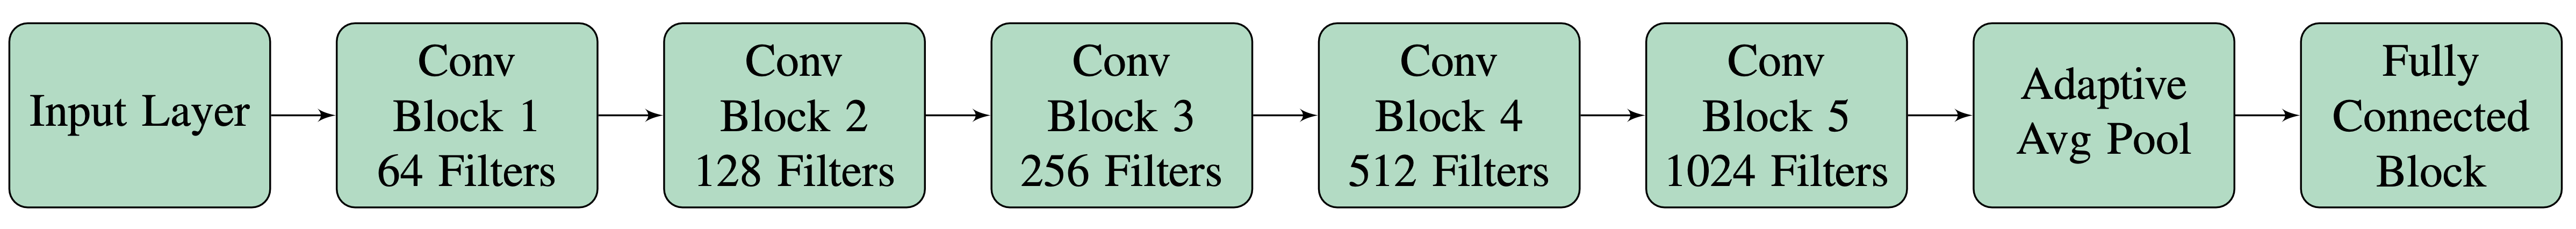 Input Layer
Conv
Block 1
64 Filters
Conv
Block 2
128 Filters
Conv
Block 3
256 Filters
Conv
Block 4
512 Filters
Conv
Block 5
1024 Filters
Adaptive
Avg Pool
Fully
Connected
Block